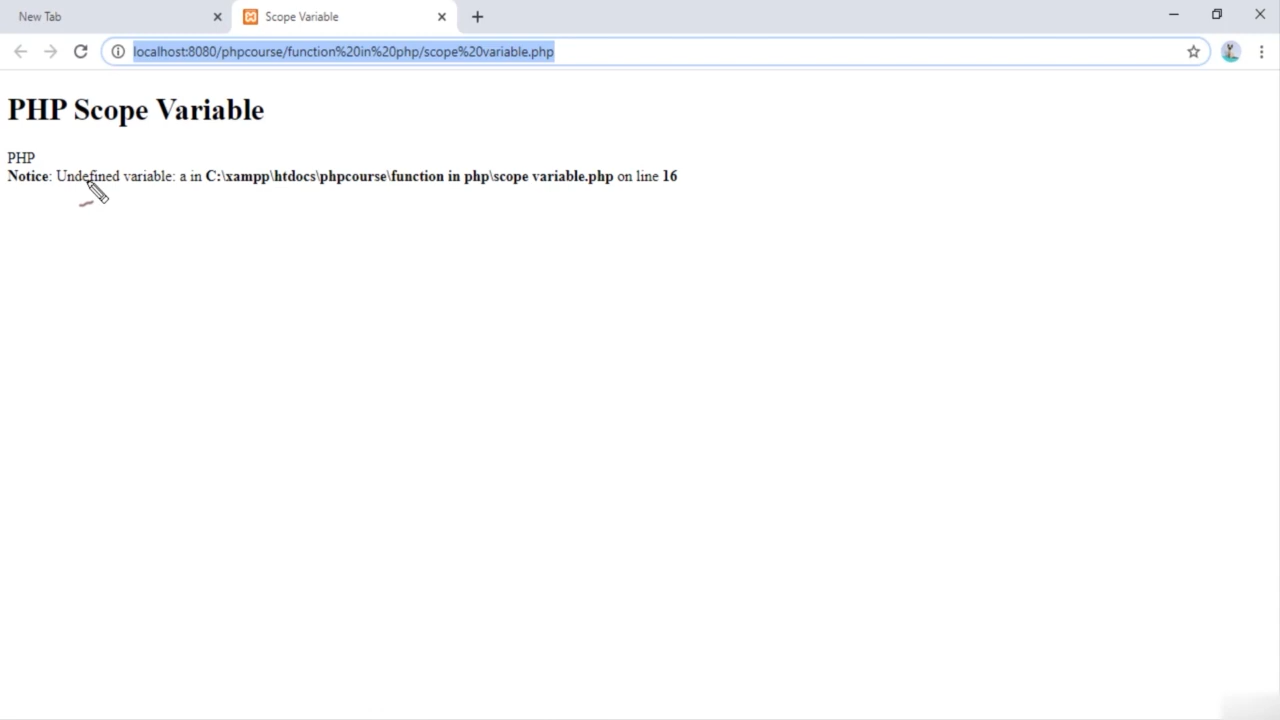 New Tab
Scope Variable
localhost:8080/phpcourse/function%20in%20php/scope%20variable.php
PHP Scope Variable
PHP
Notice: Undefined variable: a in C:\xampp\htdocs\phpcourse\function in php\scope variable.php on line 16